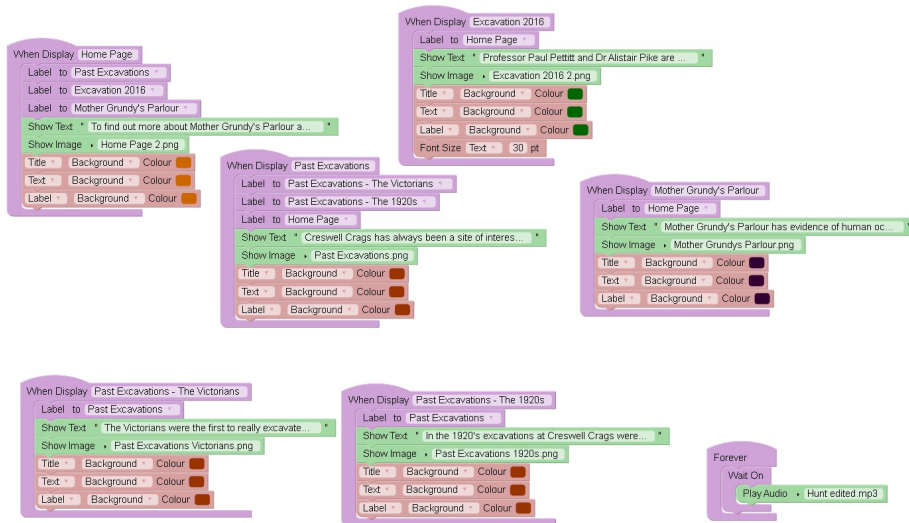 When Display Home Page
Label to Past Excavations
Label to Excavation 2016
Label to Mother Grundy's Parlour
Show Text " To find out more about Mother Grundy's Parlour a... "
Show Image Home Page 2.png
Title Background Colour
Text Background Colour
Label Background Colour
When Display Excavation 2016
Label to Home Page
Show Text " Professor Paul Pettitt and Dr Alistair Pike are ... "
Show Image Excavation 2016 2.png
Title Background Colour
Text Background Colour
Label Background Colour
Font Size Text 30 pt
When Display Past Excavations
Label to Past Excavations - The Victorians
Label to Past Excavations - The 1920s
Label to Home Page
Show Text " Creswell Crags has always been a site of interes... "
Show Image Past Excavations.png
Title Background Colour
Text Background Colour
Label Background Colour
When Display Mother Grundy's Parlour
Label to Home Page
Show Text " Mother Grundy's Parlour has evidence of human oc... "
Show Image Mother Grundys Parlour.png
Title Background Colour
Text Background Colour
Label Background Colour
When Display Past Excavations - The Victorians
Label to Past Excavations
Show Text " The Victorians were the first to really excavate... "
Show Image Past Excavations Victorians.png
Title Background Colour
Text Background Colour
Label Background Colour
When Display Past Excavations - The 1920s
Label to Past Excavations
Show Text " In the 1920's excavations at Creswell Crags were... "
Show Image Past Excavations 1920s.png
Title Background Colour
Text Background Colour
Label Background Colour
Forever
Wait On
Play Audio Hunt edited.mp3